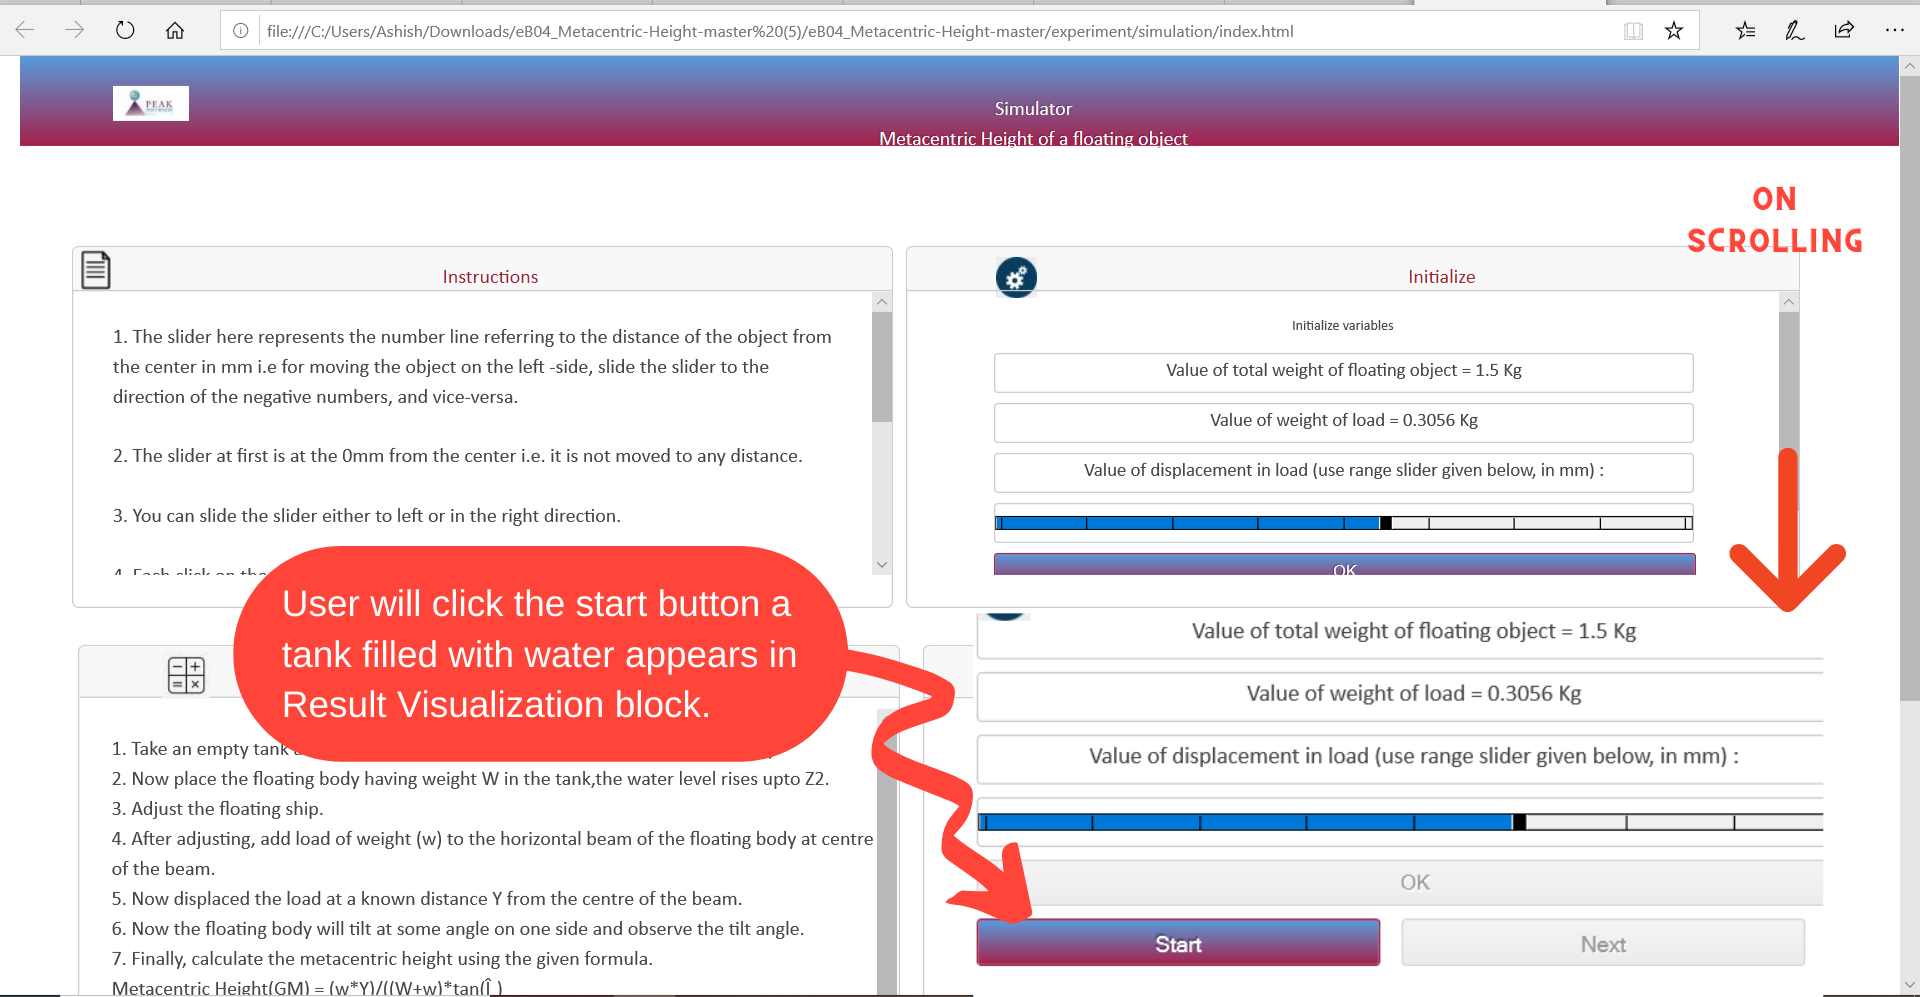 file:///C:/Users/Ashish/Downloads/eB04_Metacentric-Height-master%20(5)/eB04_Metacentric-Height-master/experiment/simulation/index.html
PEAK
Simulator
Metacentric Height of a floating object
ON
SCROLLING
Instructions
1. The slider here represents the number line referring to the distance of the object from
the center in mm i.e for moving the object on the left -side, slide the slider to the
direction of the negative numbers, and vice-versa.
2. The slider at first is at the 0mm from the center i.e. it is not moved to any distance.
3. You can slide the slider either to left or in the right direction.
4. Each click on the
Initialize
Initialize variables
Value of total weight of floating object = 1.5 Kg
Value of weight of load = 0.3056 Kg
Value of displacement in load (use range slider given below, in mm) :
OK
User will click the start button a
tank filled with water appears in
Result Visualization block.
1. Take an empty tank
2. Now place the floating body having weight W in the tank,the water level rises upto Z2.
3. Adjust the floating ship.
4. After adjusting, add load of weight (w) to the horizontal beam of the floating body at centre
of the beam.
5. Now displaced the load at a known distance Y from the centre of the beam.
6. Now the floating body will tilt at some angle on one side and observe the tilt angle.
7. Finally, calculate the metacentric height using the given formula.
Metacentric Height(GM) = (w*Y)/((W+w)*tan(Î )
Value of total weight of floating object = 1.5 Kg
Value of weight of load = 0.3056 Kg
Value of displacement in load (use range slider given below, in mm) :
OK
Start
Next